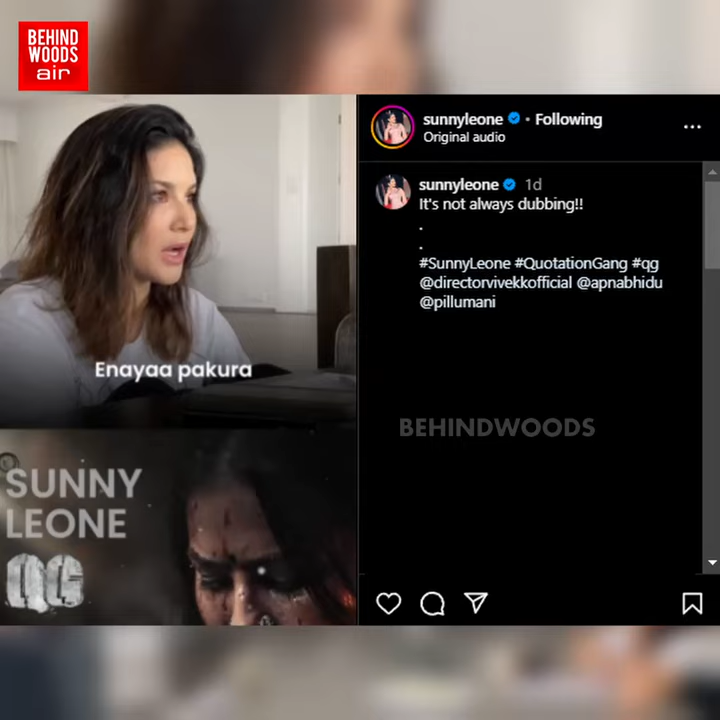 BEHIND
WOODS
air
sunnyleone • Following
Original audio
sunnyleone 1d
It's not always dubbing!!
.
.
#SunnyLeone #QuotationGang #qg
@directorvivekkofficial @apnabhidu
@pillumani
Enayaa pakura
BEHINDWOODS
SUNNY
LEONE
QG